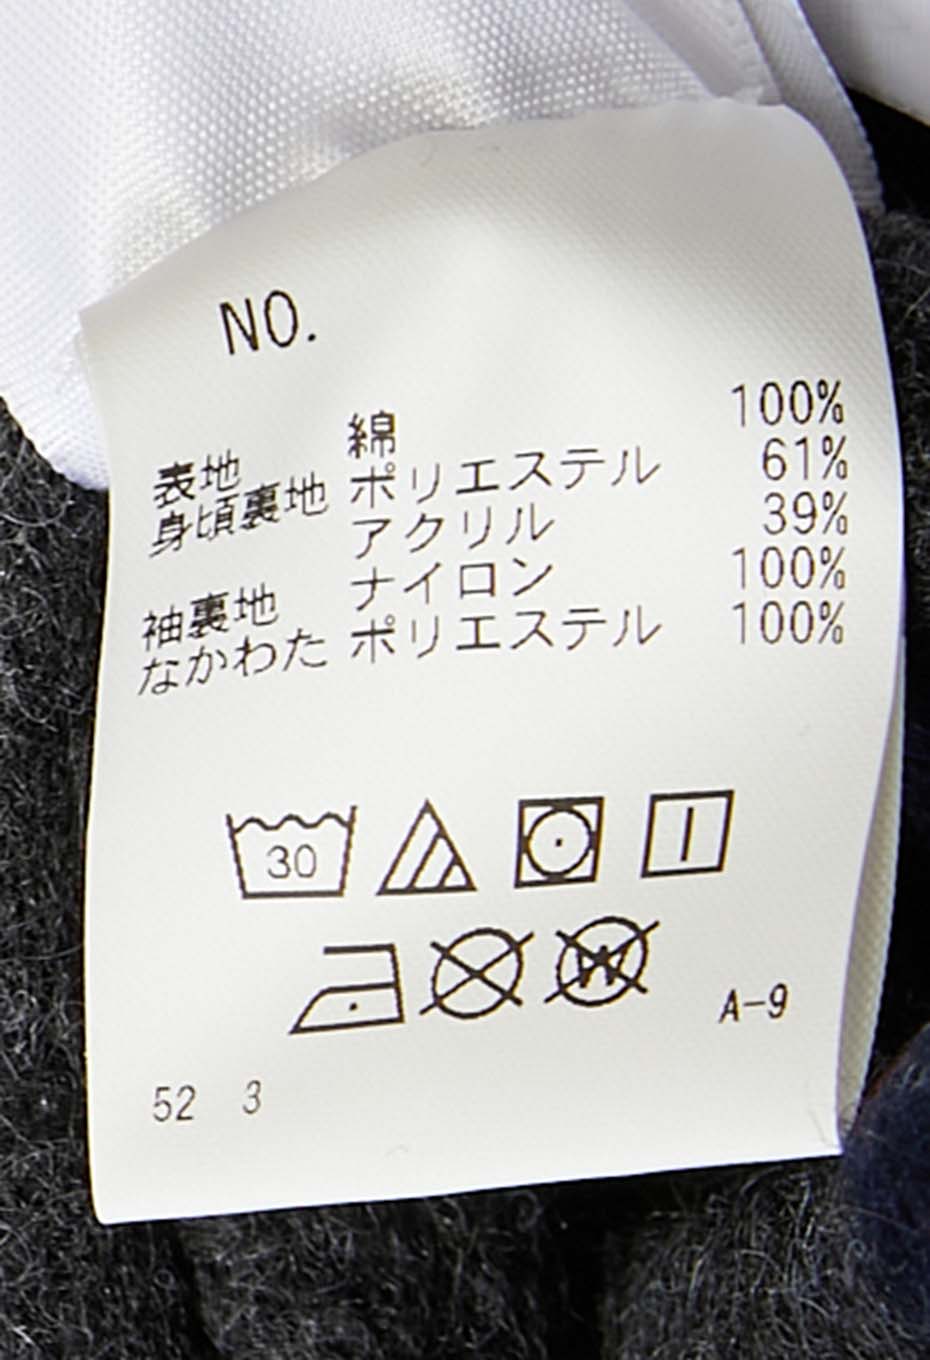 NO.
表地 綿 100%
身頃裏地 ポリエステル 61%
アクリル 39%
袖裏地 ナイロン 100%
なかわた ポリエステル 100%
30
W
A-9
52 3